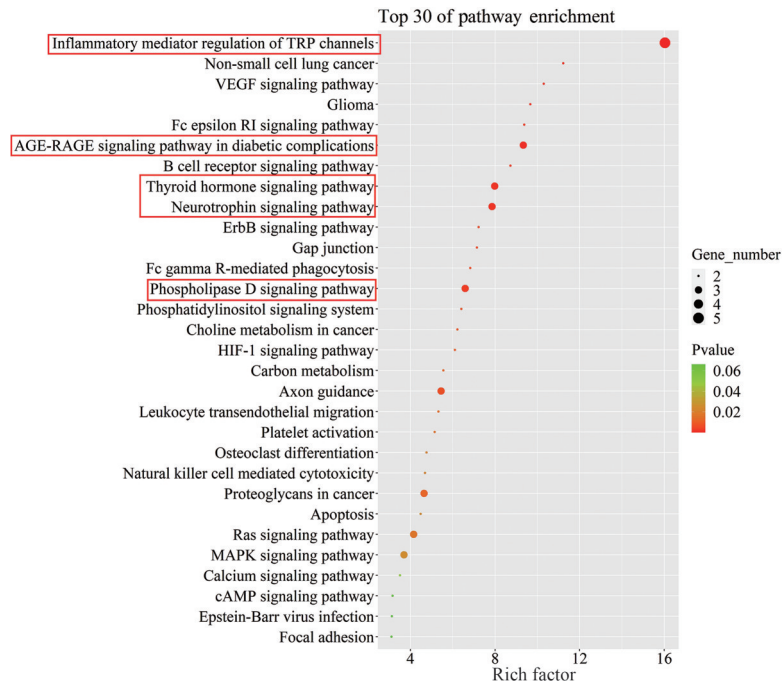 Top 30 of pathway enrichment
Inflammatory mediator regulation of TRP channels
Non-small cell lung cancer
VEGF signaling pathway
Glioma
Fc epsilon RI signaling pathway
AGE-RAGE signaling pathway in diabetic complications
B cell receptor signaling pathway
Thyroid hormone signaling pathway
Neurotrophin signaling pathway
ErbB signaling pathway
Gap junction
Fc gamma R-mediated phagocytosis
Phospholipase D signaling pathway
Phosphatidylinositol signaling system
Choline metabolism in cancer
HIF-1 signaling pathway
Carbon metabolism
Axon guidance
Leukocyte transendothelial migration
Platelet activation
Osteoclast differentiation
Natural killer cell mediated cytotoxicity
Proteoglycans in cancer
Apoptosis
Ras signaling pathway
MAPK signaling pathway
Calcium signaling pathway
cAMP signaling pathway
Epstein-Barr virus infection
Focal adhesion
4 8 12 16
Rich factor
Gene_number
2
3
4
5
Pvalue
0.06
0.04
0.02